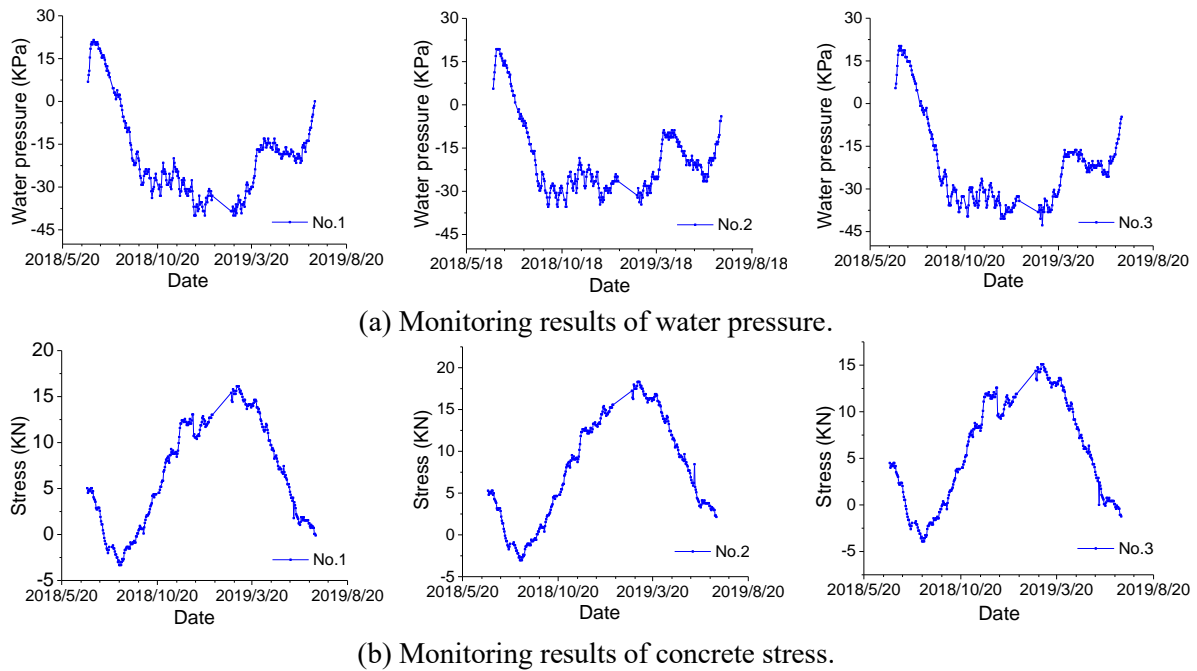 30
15
0
-15
-30
-45
Water pressure (KPa)
No.1
2018/5/20 2018/10/20 2019/3/20 2019/8/20
Date
30
15
0
-15
-30
-45
Water pressure (KPa)
No.2
2018/5/18 2018/10/18 2019/3/18 2019/8/18
Date
30
15
0
-15
-30
-45
Water pressure (KPa)
No.3
2018/5/20 2018/10/20 2019/3/20 2019/8/20
Date
(a) Monitoring results of water pressure.
20
15
10
5
0
-5
Stress (KN)
No.1
2018/5/20 2018/10/20 2019/3/20 2019/8/20
Date
20
15
10
5
0
-5
Stress (KN)
No.2
2018/5/20 2018/10/20 2019/3/20 2019/8/20
Date
15
10
5
0
-5
Stress (KN)
No.3
2018/5/20 2018/10/20 2019/3/20 2019/8/20
Date
(b) Monitoring results of concrete stress.